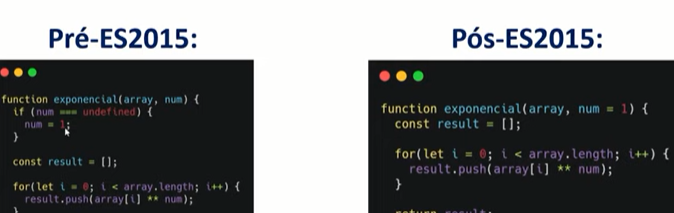 Pré-ES2015:
function exponencial(array, num) {
if (num === undefined) {
num = 1;
}
const result = [];
for(let i = 0; i < array.length; i++) {
result.push(array[i] ** num);
Pós-ES2015:
function exponencial(array, num = 1) {
const result = [];
for(let i = 0; i < array.length; i++) {
result.push(array[i] ** num);
}